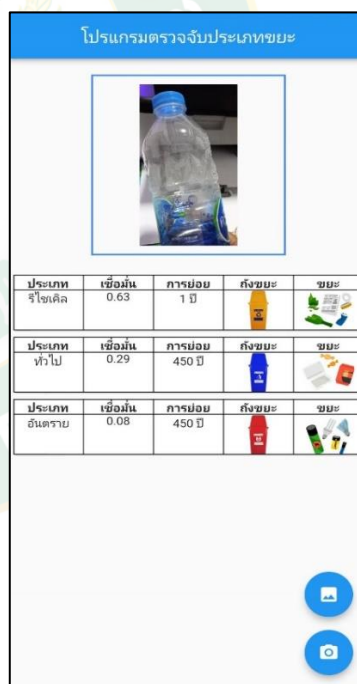 โปรแกรมตรวจจับประเภทขยะ
ประเภท เชื่อมั่น การย่อย ถังขยะ ขยะ
รีไซเคิล 0.63 1 ปี
ประเภท เชื่อมั่น การย่อย ถังขยะ ขยะ
ทั่วไป 0.29 450 ปี
ประเภท เชื่อมั่น การย่อย ถังขยะ ขยะ
อันตราย 0.08 450 ปี